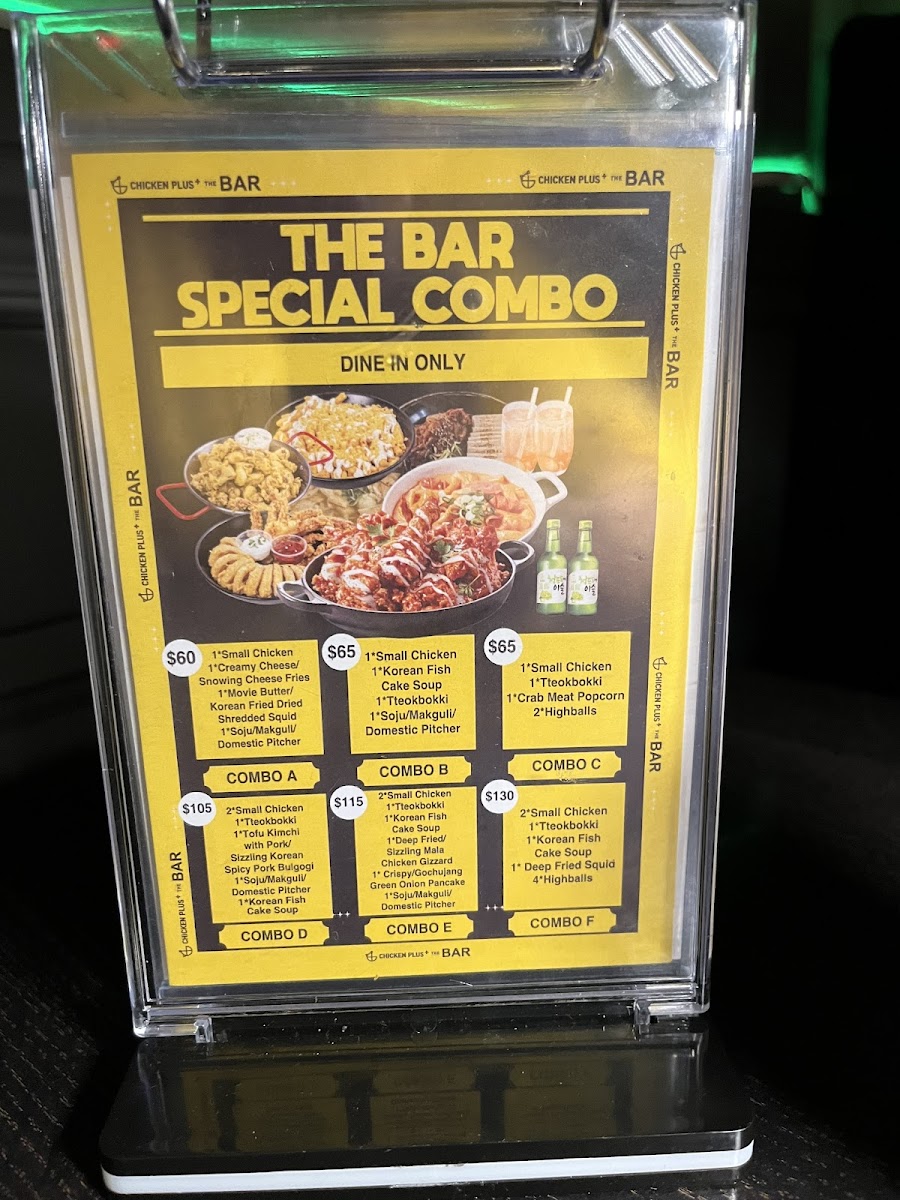 CHICKEN PLUS+ THE BAR
CHICKEN PLUS+ THE BAR
THE BAR
SPECIAL COMBO
DINE IN ONLY
$60
1*Small Chicken
1*Creamy Cheese/
Snowing Cheese Fries
1*Movie Butter/
Korean Fried Dried
Shredded Squid
1*Soju/Makguli/
Domestic Pitcher
COMBO A
$65
1*Small Chicken
1*Korean Fish
Cake Soup
1*Tteokbokki
1*Soju/Makguli/
Domestic Pitcher
COMBO B
$65
1*Small Chicken
1*Tteokbokki
1*Crab Meat Popcorn
2*Highballs
COMBO C
$105
2*Small Chicken
1*Tteokbokki
1*Tofu Kimchi
with Pork/
Sizzling Korean
Spicy Pork Bulgogi
1*Soju/Makguli/
Domestic Pitcher
1*Korean Fish
Cake Soup
COMBO D
$115
2*Small Chicken
1*Tteokbokki
1*Korean Fish
Cake Soup
1*Deep Fried/
Sizzling Mala
Chicken Gizzard
1* Crispy/Gochujang
Green Onion Pancake
1*Soju/Makguli/
Domestic Pitcher
COMBO E
$130
2*Small Chicken
1*Tteokbokki
1*Korean Fish
Cake Soup
1* Deep Fried Squid
4*Highballs
COMBO F
CHICKEN PLUS+ THE BAR
CHICKEN PLUS+ THE BAR
CHICKEN PLUS+ THE BAR
CHICKEN PLUS+ THE BAR
CHICKEN PLUS+ THE BAR